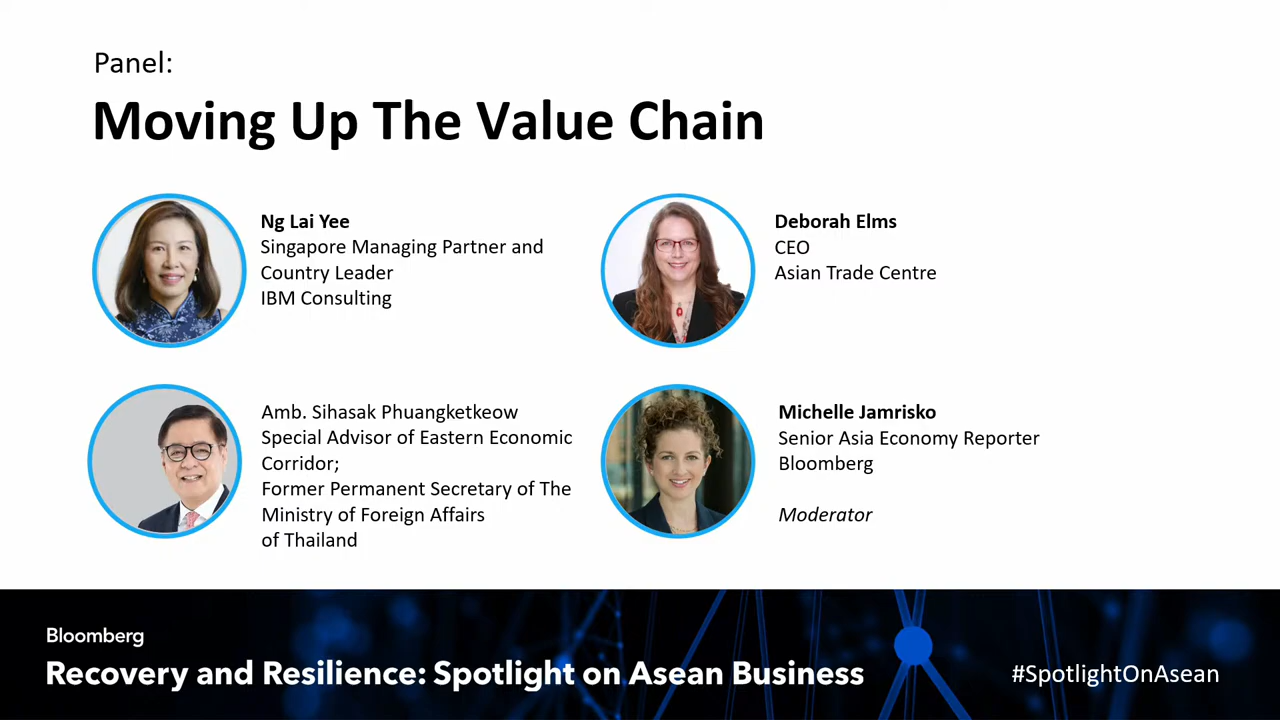 Panel:
Moving Up The Value Chain
Ng Lai Yee
Singapore Managing Partner and
Country Leader
IBM Consulting
Deborah Elms
CEO
Asian Trade Centre
Amb. Sihasak Phuangketkeow
Special Advisor of Eastern Economic
Corridor;
Former Permanent Secretary of The
Ministry of Foreign Affairs
of Thailand
Michelle Jamrisko
Senior Asia Economy Reporter
Bloomberg
Moderator
Bloomberg
Recovery and Resilience: Spotlight on Asean Business
#SpotlightOnAsean